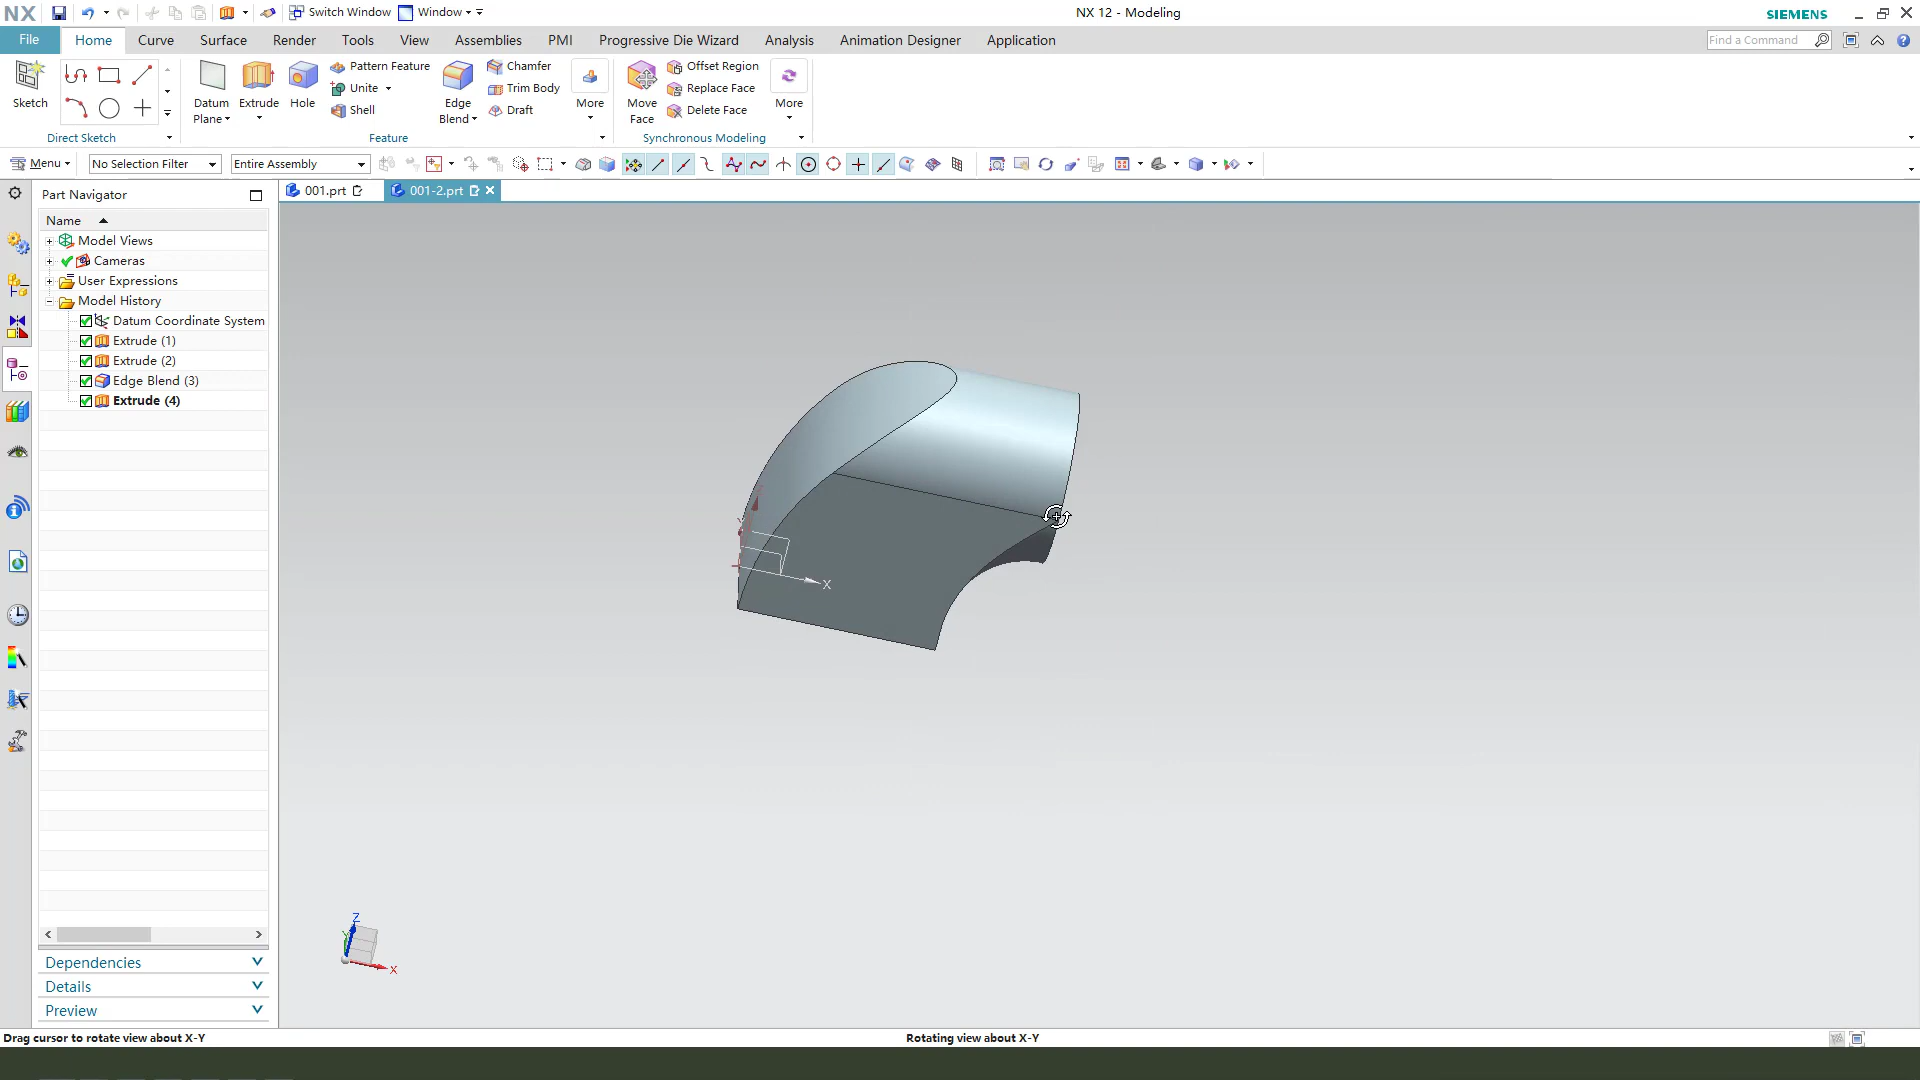 NX
Switch Window
Window
NX 12 - Modeling
SIEMENS
File
Home
Curve
Surface
Render
Tools
View
Assemblies
PMI
Progressive Die Wizard
Analysis
Animation Designer
Application
Find a Command
Sketch
Direct Sketch
Datum Plane
Extrude
Hole
Pattern Feature
Unite
Shell
Edge Blend
Chamfer
Trim Body
Draft
More
Feature
Move Face
Offset Region
Replace Face
Delete Face
More
Synchronous Modeling
Menu
No Selection Filter
Entire Assembly
Part Navigator
001.prt
001-2.prt
Name
Model Views
Cameras
User Expressions
Model History
Datum Coordinate System
Extrude (1)
Extrude (2)
Edge Blend (3)
Extrude (4)
X
Z
Y
X
Dependencies
Details
Preview
Drag cursor to rotate view about X-Y
Rotating view about X-Y